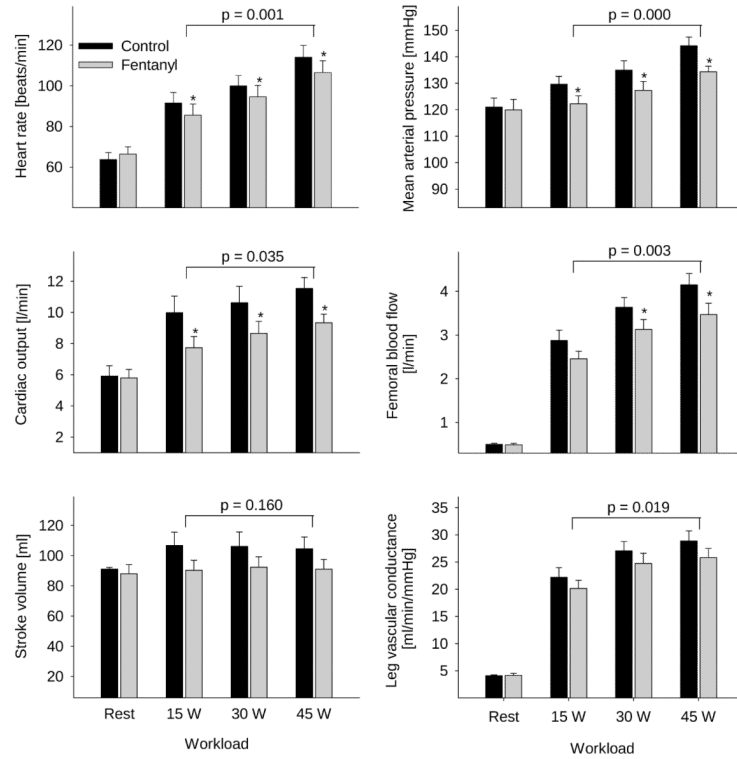 p = 0.001
Heart rate [beats/min]
120
100
80
60
Control
Fentanyl
*
*
*
p = 0.000
Mean arterial pressure [mmHg]
150
140
130
120
110
100
90
*
*
*
p = 0.035
Cardiac output [l/min]
12
10
8
6
4
2
*
*
*
p = 0.003
Femoral blood flow
[l/min]
4
3
2
1
*
*
p = 0.160
Stroke volume [ml]
120
100
80
60
40
20
Rest 15 W 30 W 45 W
Workload
p = 0.019
Leg vascular conductance
[ml/min/mmHg]
35
30
25
20
15
10
5
Rest 15 W 30 W 45 W
Workload